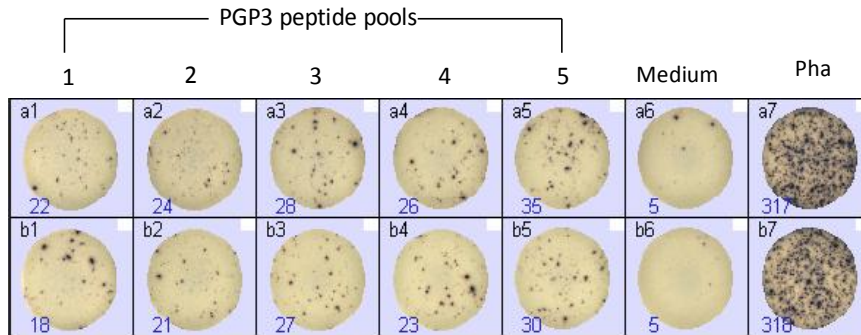 PGP3 peptide pools
1 2 3 4 5 Medium Pha
a1 a2 a3 a4 a5 a6 a7
22 24 28 26 35 5 317
b1 b2 b3 b4 b5 b6 b7
18 21 27 23 30 5 318